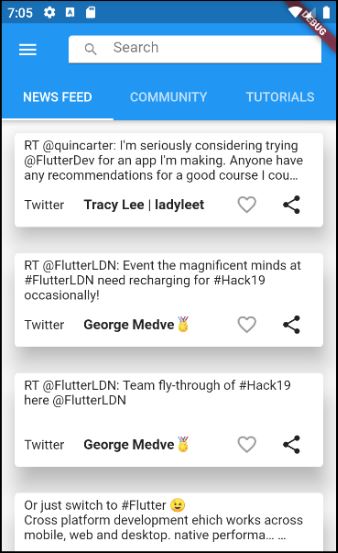 7:05
DEBUG
Search
NEWS FEED COMMUNITY TUTORIALS
RT @quincarter: I'm seriously considering trying
@FlutterDev for an app I'm making. Anyone have
any recommendations for a good course I cou…
Twitter Tracy Lee | ladyleet
RT @FlutterLDN: Event the magnificent minds at
#FlutterLDN need recharging for #Hack19
occasionally!
Twitter George Medve🏅
RT @FlutterLDN: Team fly-through of #Hack19
here @FlutterLDN
Twitter George Medve🏅
Or just switch to #Flutter 😉
Cross platform development ehich works across
mobile, web and desktop. native performa… …